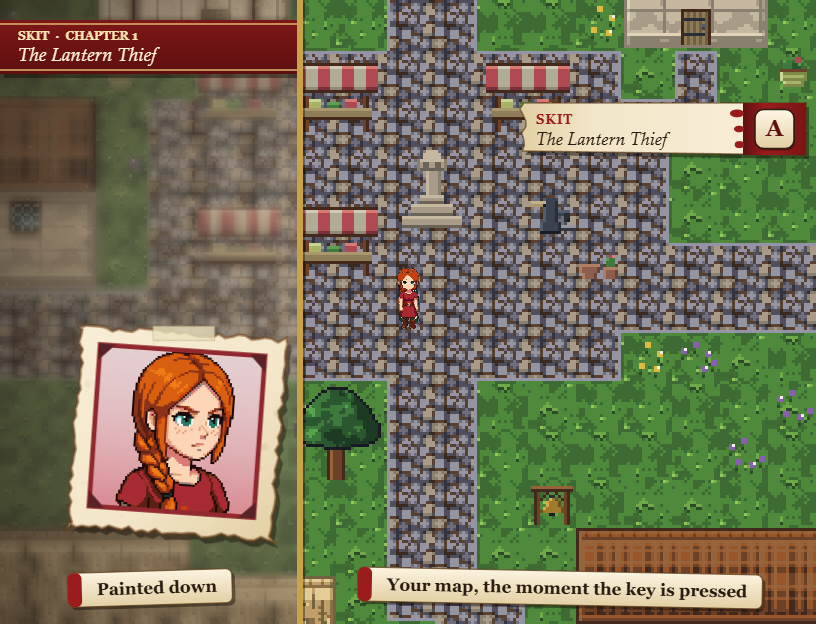 SKIT · CHAPTER 1
The Lantern Thief
SKIT
The Lantern Thief
A
Painted down
Your map, the moment the key is pressed